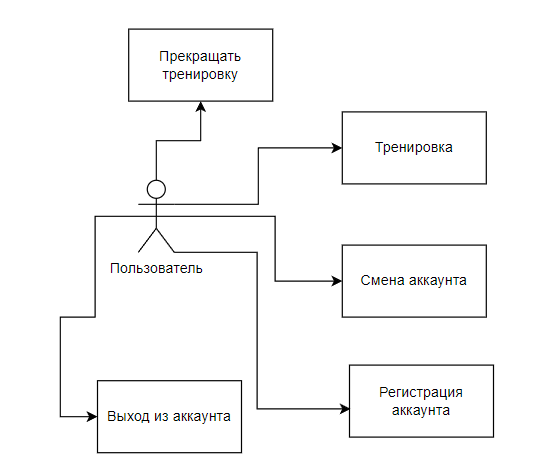 Прекращать
тренировку
Тренировка
Пользователь
Смена аккаунта
Регистрация
аккаунта
Выход из аккаунта